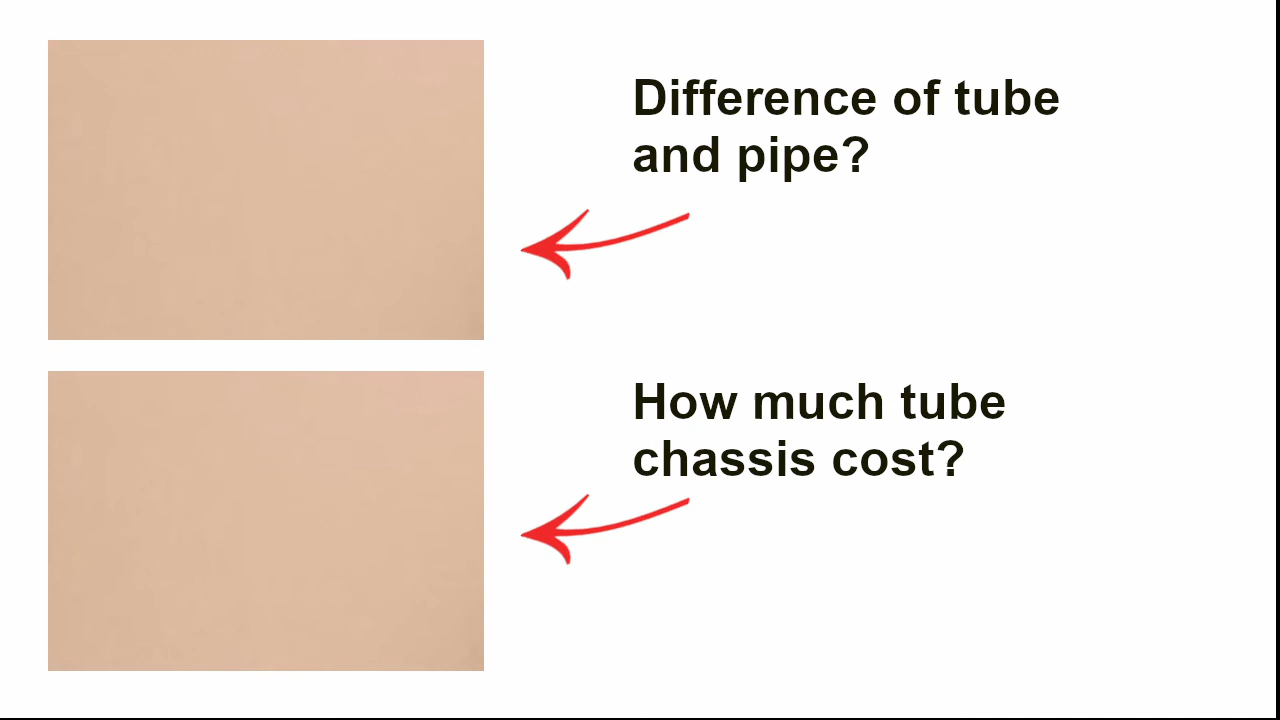 Difference of tube
and pipe?
How much tube
chassis cost?